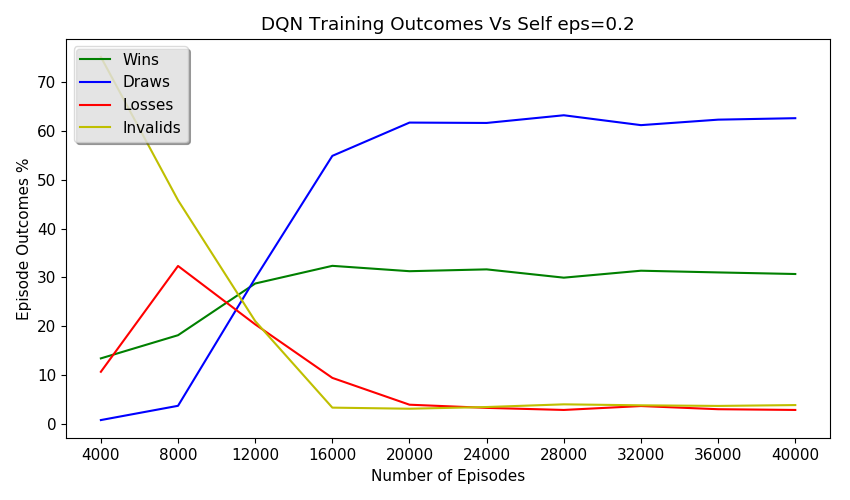 DQN Training Outcomes Vs Self eps=0.2
Wins
Draws
Losses
Invalids
Episode Outcomes %
70
60
50
40
30
20
10
0
4000 8000 12000 16000 20000 24000 28000 32000 36000 40000
Number of Episodes